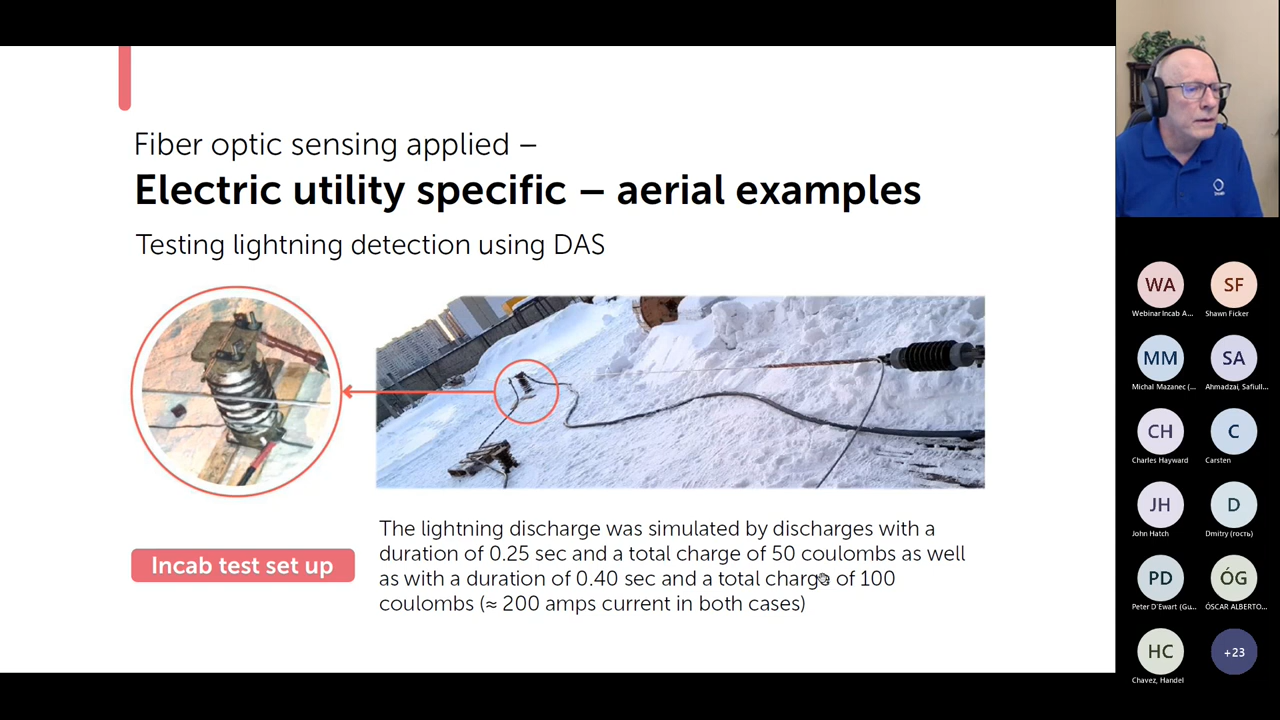 Fiber optic sensing applied –
Electric utility specific – aerial examples
Testing lightning detection using DAS
Incab test set up
The lightning discharge was simulated by discharges with a
duration of 0.25 sec and a total charge of 50 coulombs as well
as with a duration of 0.40 sec and a total charge of 100
coulombs (≈ 200 amps current in both cases)
WA
SF
Webinar Incab A...
Shawn Ficker
MM
SA
Michal Mazanec (...
Ahmadzai, Safiull...
CH
C
Charles Hayward
Carsten
JH
D
John Hatch
Dmitry (гость)
PD
ÓG
Peter D'Ewart (Gu...
ÓSCAR ALBERTO...
HC
+23
Chavez, Handel